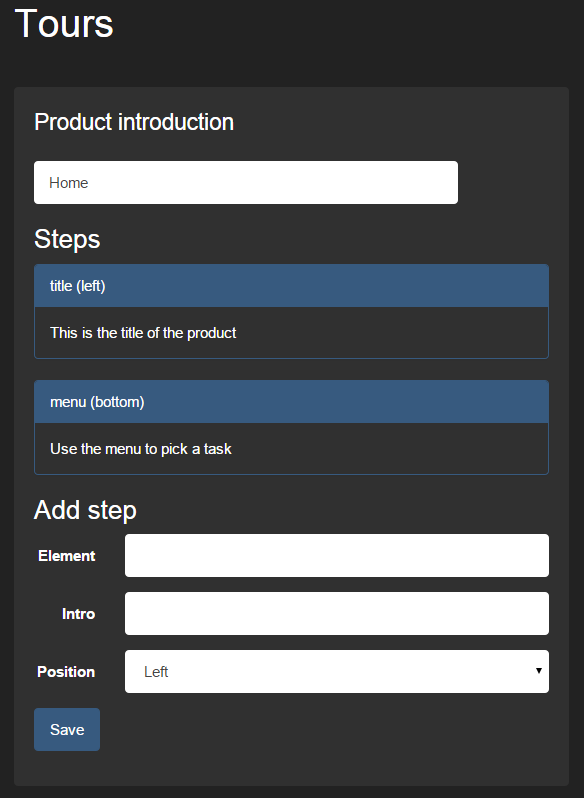 Tours
Product introduction
Home
Steps
title (left)
This is the title of the product
menu (bottom)
Use the menu to pick a task
Add step
Element
Intro
Position
Left
Save